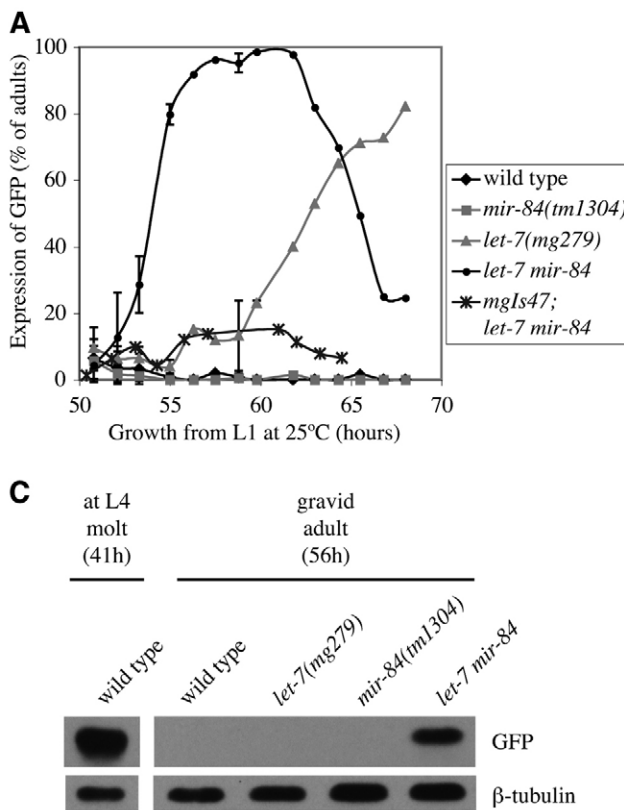 A
Expression of GFP (% of adults)
100
80
60
40
20
0
50 55 60 65 70
Growth from L1 at 25ºC (hours)
wild type
mir-84(tm1304)
let-7(mg279)
let-7 mir-84
mgIs47;
let-7 mir-84
C
at L4
molt
(41h)
gravid
adult
(56h)
wild type
wild type
let-7(mg279)
mir-84(tm1304)
let-7 mir-84
GFP
β-tubulin